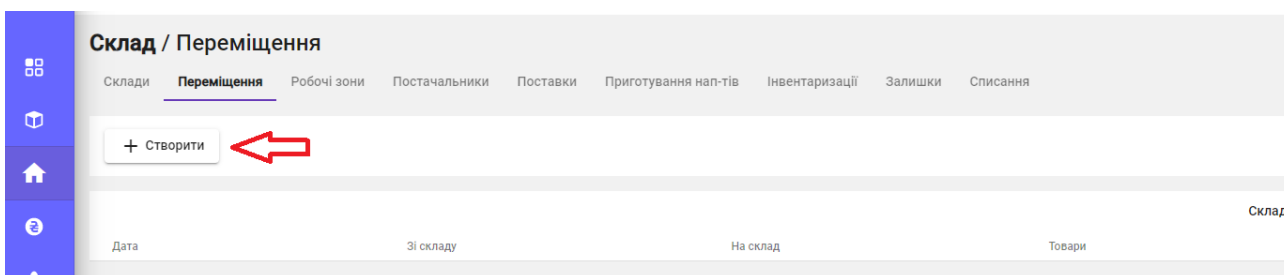 Склад / Переміщення
Склади Переміщення Робочі зони Постачальники Поставки Приготування нап-тів Інвентаризації Залишки Списання
+ Створити
Склад
Дата Зі складу На склад Товари